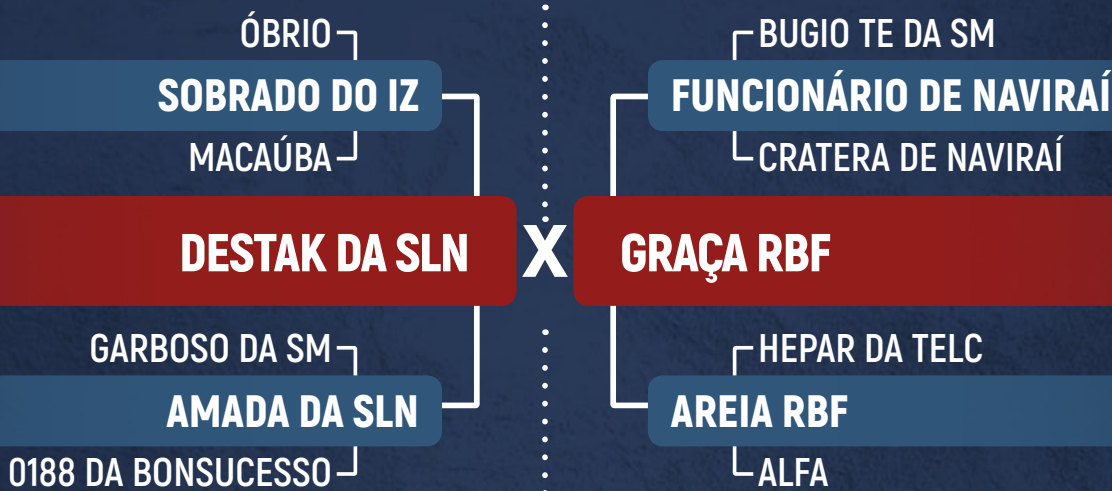 ÓBRIO
SOBRADO DO IZ
MACAÚBA
DESTAK DA SLN
GARBOSO DA SM
AMADA DA SLN
0188 DA BONSUCESSO
X
BUGIO TE DA SM
FUNCIONÁRIO DE NAVIRAÍ
CRATERA DE NAVIRAÍ
GRAÇA RBF
HEPAR DA TELC
AREIA RBF
ALFA